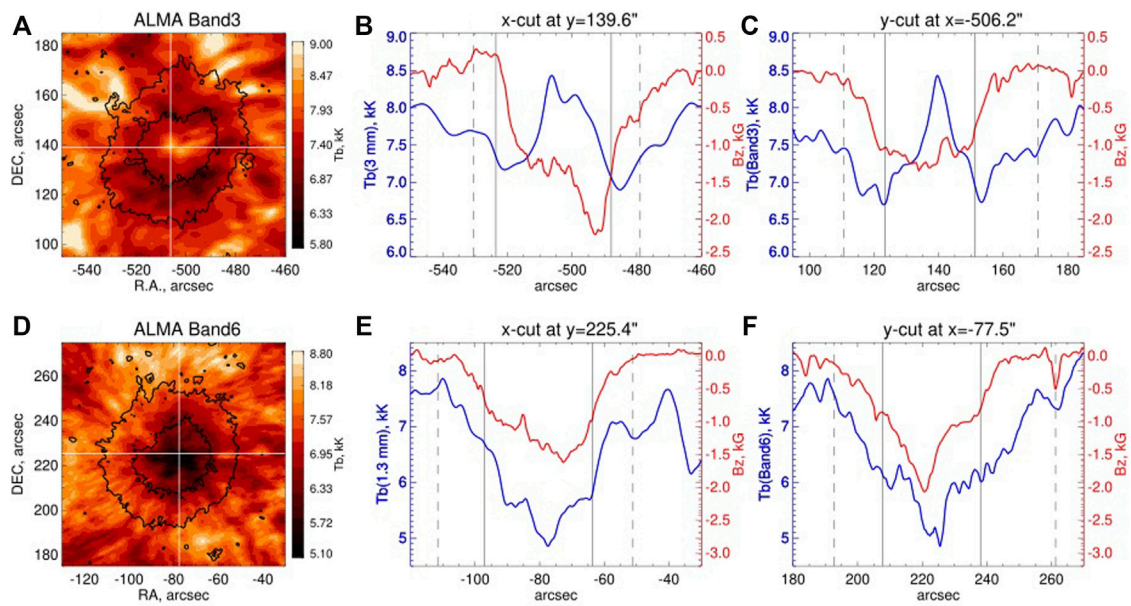 A
ALMA Band3
180
160
140
120
100
DEC, arcsec
-540 -520 -500 -480 -460
R.A., arcsec
9.00
8.47
7.93
7.40
6.87
6.33
5.80
Tb, kK
B
x-cut at y=139.6"
9.0
8.5
8.0
7.5
7.0
6.5
6.0
Tb(3 mm), kK
-540 -520 -500 -480 -460
arcsec
0.5
0.0
-0.5
-1.0
-1.5
-2.0
-2.5
Bz, kG
C
y-cut at x=-506.2"
9.0
8.5
8.0
7.5
7.0
6.5
6.0
Tb(Band3), kK
100 120 140 160 180
arcsec
0.5
0.0
-0.5
-1.0
-1.5
-2.0
-2.5
Bz, kG
D
ALMA Band6
260
240
220
200
180
DEC, arcsec
-120 -100 -80 -60 -40
RA, arcsec
8.80
8.18
7.57
6.95
6.33
5.72
5.10
Tb, kK
E
x-cut at y=225.4"
8
7
6
5
Tb(1.3 mm), kK
-100 -80 -60 -40
arcsec
0.0
-0.5
-1.0
-1.5
-2.0
-2.5
-3.0
Bz, kG
F
y-cut at x=-77.5"
8
7
6
5
Tb(Band6), kK
180 200 220 240 260
arcsec
0.0
-0.5
-1.0
-1.5
-2.0
-2.5
-3.0
Bz, kG